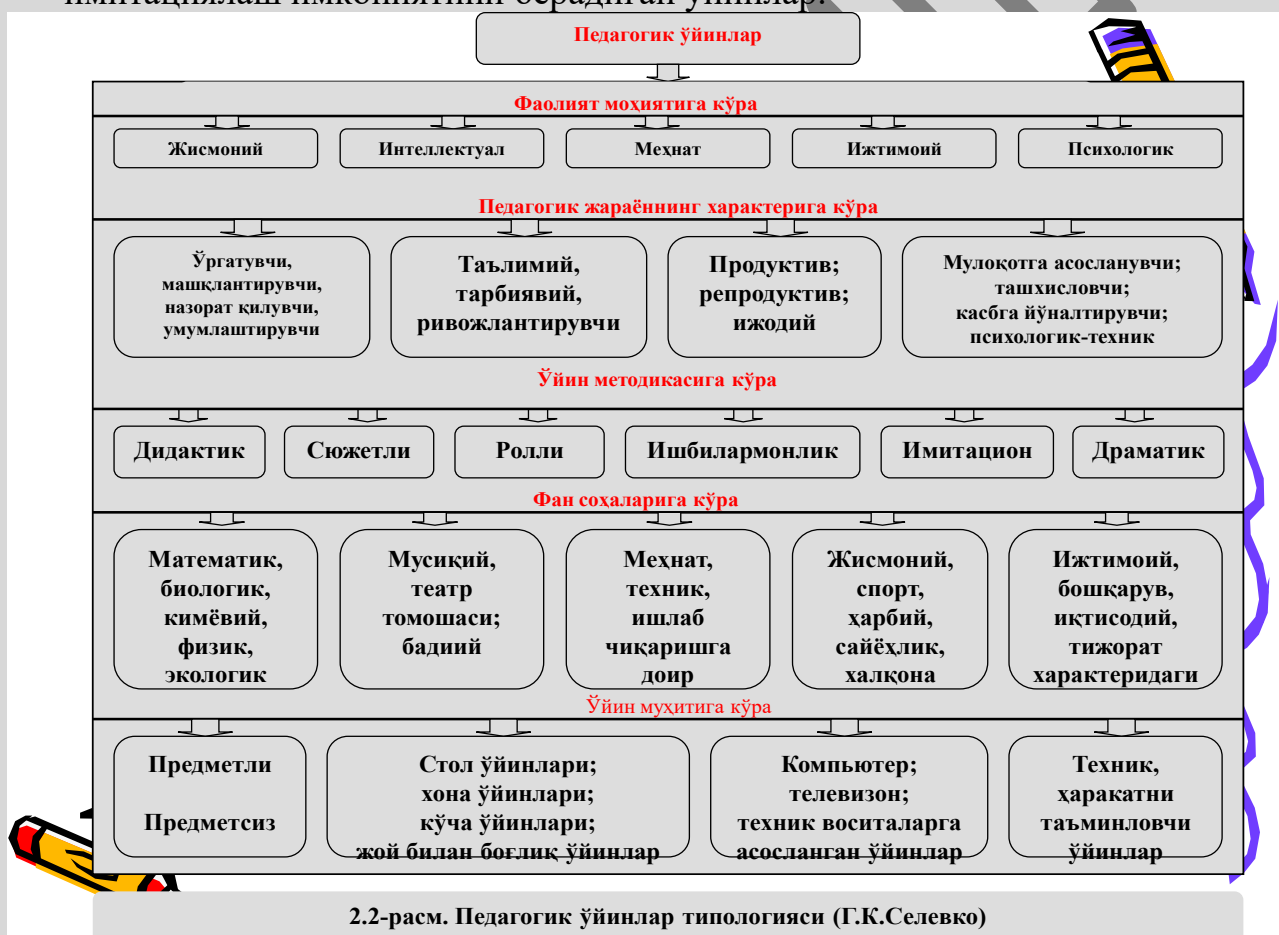 имитациялаш имкониятини берадиган ўйинлар.
Педагогик ўйинлар
Фаолият моҳиятига кўра
Жисмоний
Интеллектуал
Меҳнат
Ижтимоий
Психологик
Педагогик жараённинг характерига кўра
Ўргатувчи,
машқлантирувчи,
назорат қилувчи,
умумлаштирувчи
Таълимий,
тарбиявий,
ривожлантирувчи
Продуктив;
репродуктив;
ижодий
Мулоқотга асосланувчи;
ташхисловчи;
касбга йўналтирувчи;
психологик-техник
Ўйин методикасига кўра
Дидактик
Сюжетли
Ролли
Ишбилармонлик
Имитацион
Драматик
Фан соҳаларига кўра
Математик,
биологик,
кимёвий,
физик,
экологик
Мусиқий,
театр
томошаси;
бадиий
Меҳнат,
техник,
ишлаб
чиқаришга
доир
Жисмоний,
спорт,
ҳарбий,
сайёҳлик,
халқона
Ижтимоий,
бошқарув,
иқтисодий,
тижорат
характеридаги
Ўйин муҳитига кўра
Предметли
Предметсиз
Стол ўйинлари;
хона ўйинлари;
кўча ўйинлари;
жой билан боғлиқ ўйинлар
Компьютер;
телевизон;
техник воситаларга
асосланган ўйинлар
Техник,
ҳаракатни
таъминловчи
ўйинлар
2.2-расм. Педагогик ўйинлар типологияси (Г.К.Селевко)